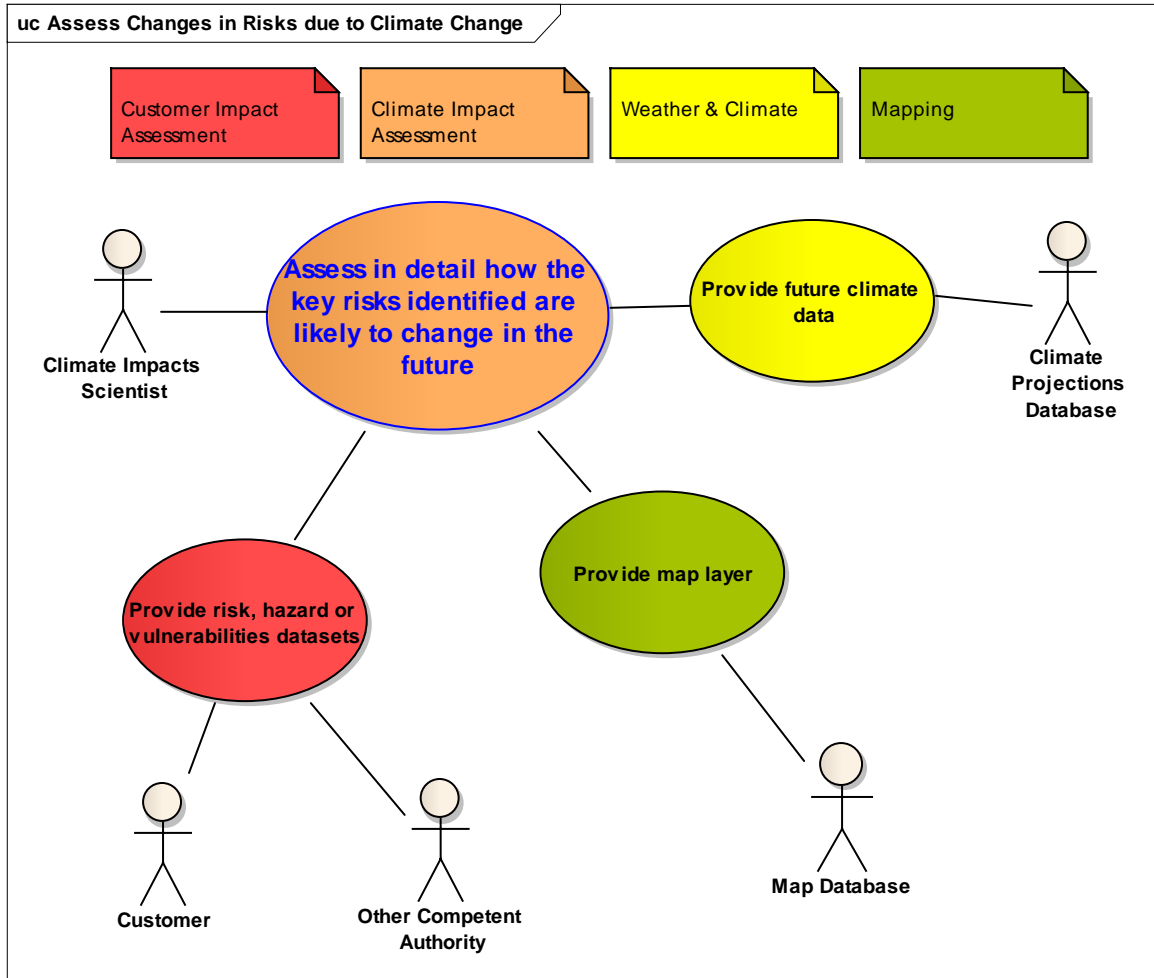 uc Assess Changes in Risks due to Climate Change
Customer Impact
Assessment
Climate Impact
Assessment
Weather & Climate
Mapping
Assess in detail how the
key risks identified are
likely to change in the
future
Provide future climate
data
Climate Impacts
Scientist
Climate
Projections
Database
Provide risk, hazard or
vulnerabilities datasets
Provide map layer
Customer
Other Competent
Authority
Map Database